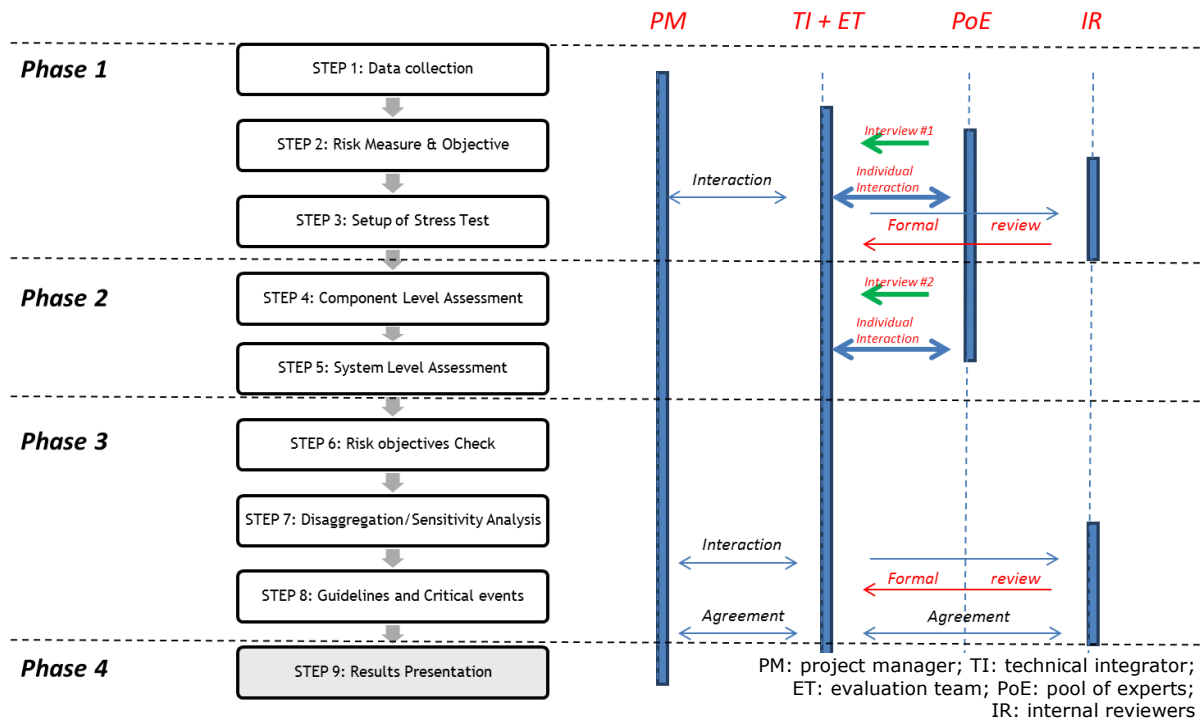 PM TI + ET PoE IR
Phase 1
STEP 1: Data collection
STEP 2: Risk Measure & Objective
Interview #1
Interaction
Individual
Interaction
STEP 3: Setup of Stress Test
Formal review
Phase 2
STEP 4: Component Level Assessment
Interview #2
Individual
Interaction
STEP 5: System Level Assessment
Phase 3
STEP 6: Risk objectives Check
STEP 7: Disaggregation/Sensitivity Analysis
Interaction
STEP 8: Guidelines and Critical events
Formal review
Agreement Agreement
Phase 4
STEP 9: Results Presentation
PM: project manager; TI: technical integrator;
ET: evaluation team; PoE: pool of experts;
IR: internal reviewers